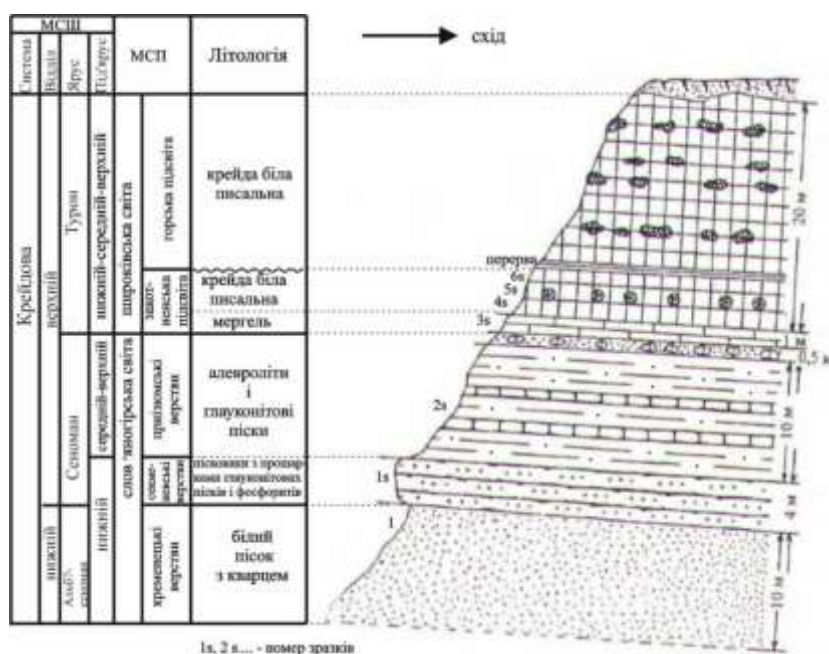 МСШ
Система
Відділ
Ярус
Під'ярус
МСП
Літологія
схід
Крейдова
верхній
нижній
Турон
Сеноман
нижній-середній-верхній
середній-верхній
нижній
широківська світа
слов'яногірська світа
горська підсвіта
верстви
кременецькі
верстви
крейда біла
писальна
крейда біла
писальна
мергель
алевроліти
і
глауконітові
піски
пісковики з прошар
ками глауконітових
пісків і фосфоритів
білий
пісок
з кварцем
перерва
6s
5s
4s
3s
2s
1s
1
20 м
1 м
0,5 м
10 м
4 м
10 м
1s, 2 s.... - номер зразків